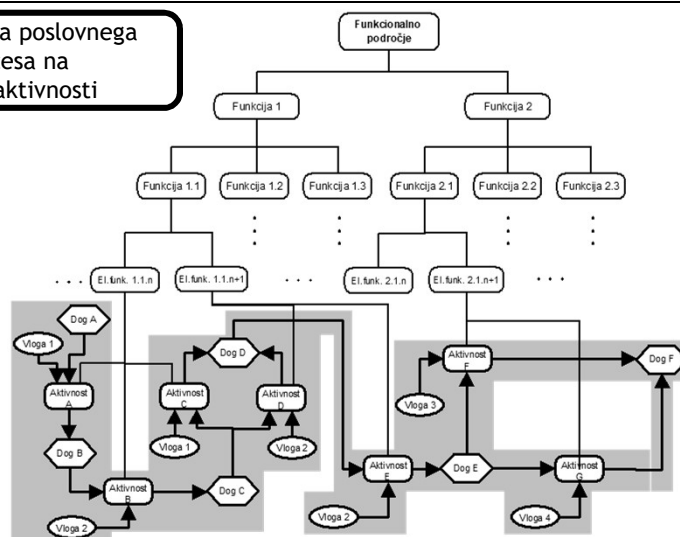 a poslovnega
esa na
aktivnosti
Funkcionalno
področje
Funkcija 1
Funkcija 2
Funkcija 1.1
Funkcija 1.2
Funkcija 1.3
Funkcija 2.1
Funkcija 2.2
Funkcija 2.3
. . .
El.funk. 1.1.n
El.funk. 1.1.n+1
. . .
El.funk. 2.1.n
El.funk. 2.1.n+1
. . .
Dog A
Vloga 1
Aktivnost
A
Dog B
Aktivnost
B
Vloga 2
Dog D
Aktivnost
C
Aktivnost
D
Vloga 1
Vloga 2
Dog C
Aktivnost
E
Vloga 2
Aktivnost
F
Vloga 3
Dog E
Dog F
Aktivnost
G
Vloga 4